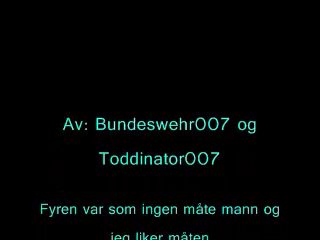 Av: Bundeswehr007 og
Toddinator007
Fyren var som ingen måte mann og
jeg liker måten